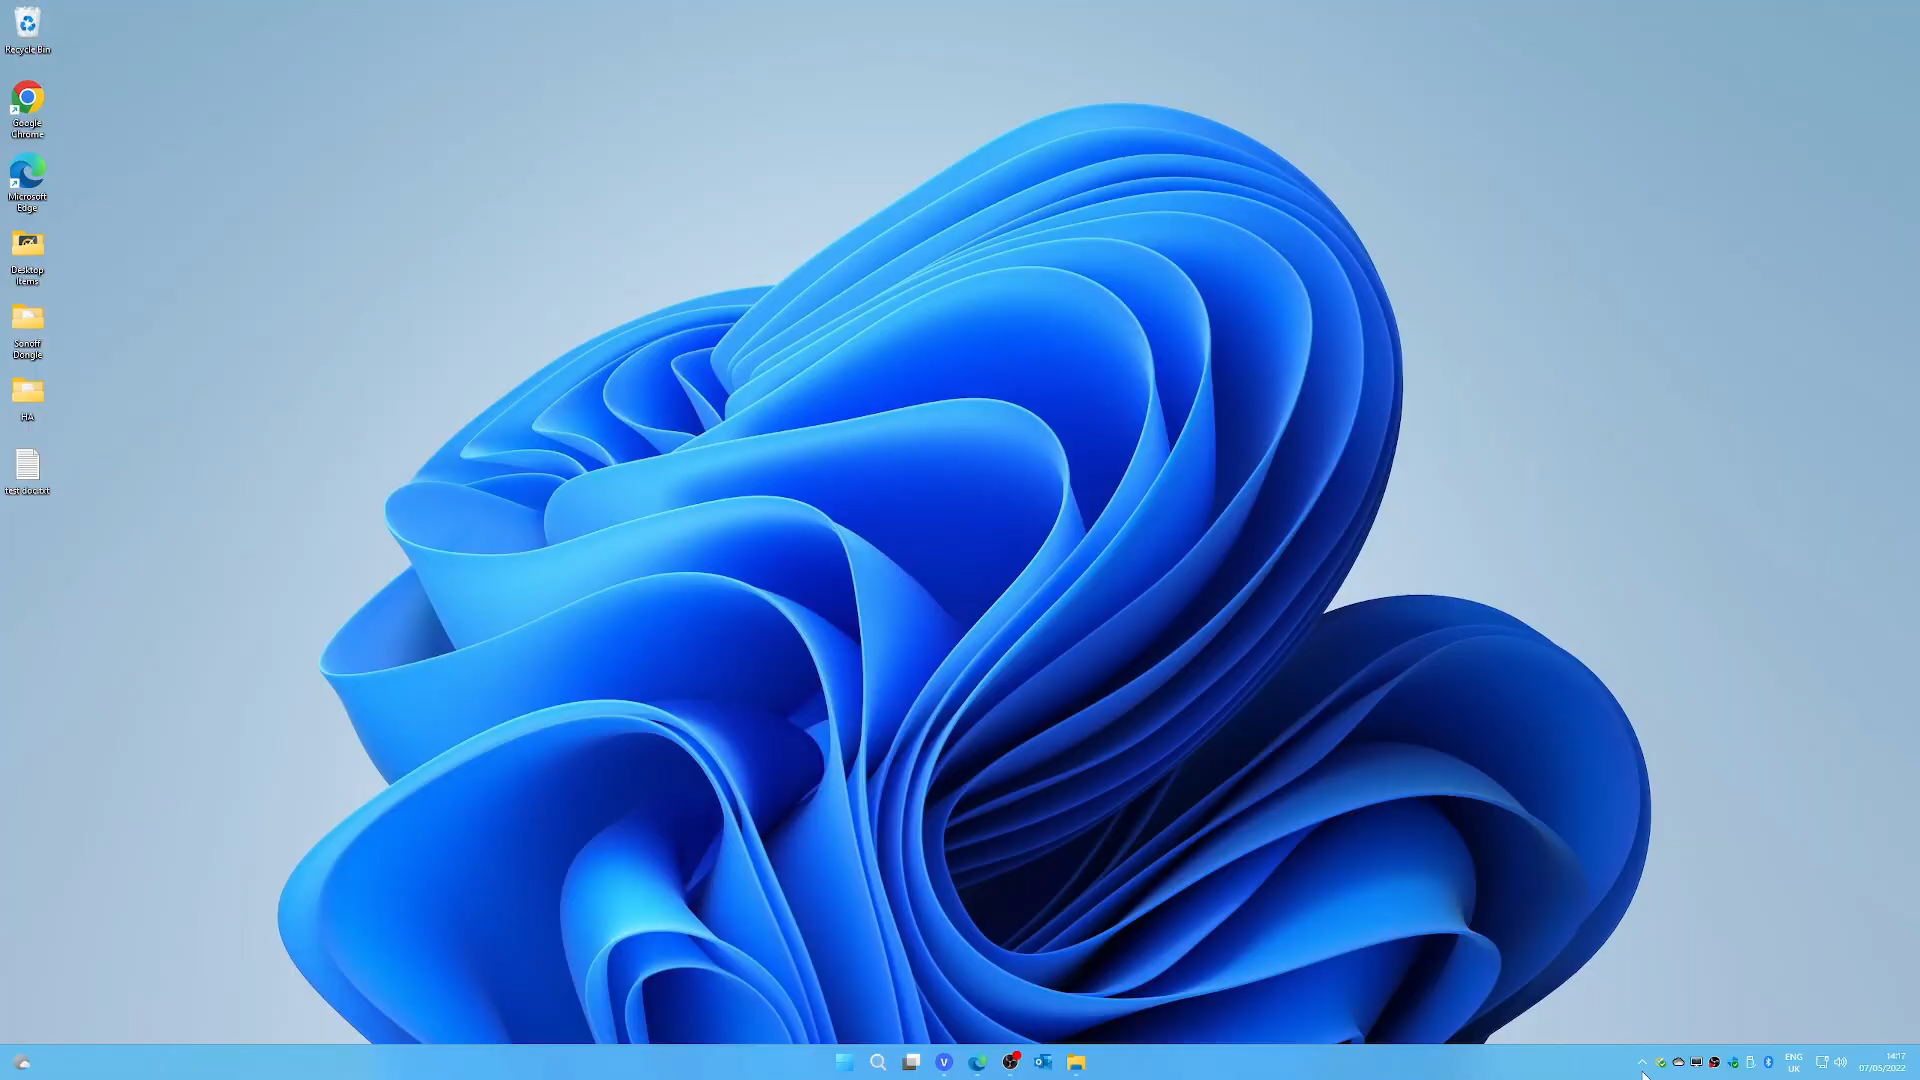 Recycle Bin
Google
Chrome
Microsoft
Edge
Desktop
Items
Sonoff
Dongle
HA
test doc.txt
V
ENG
UK
14:17
07/05/2022